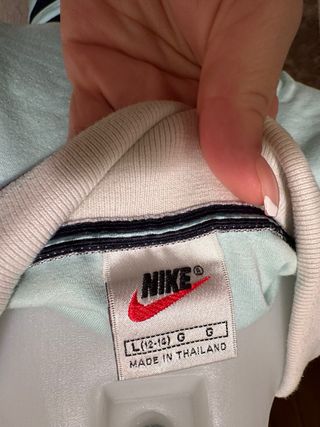 NIKE®
L(12-14) G G
MADE IN THAILAND